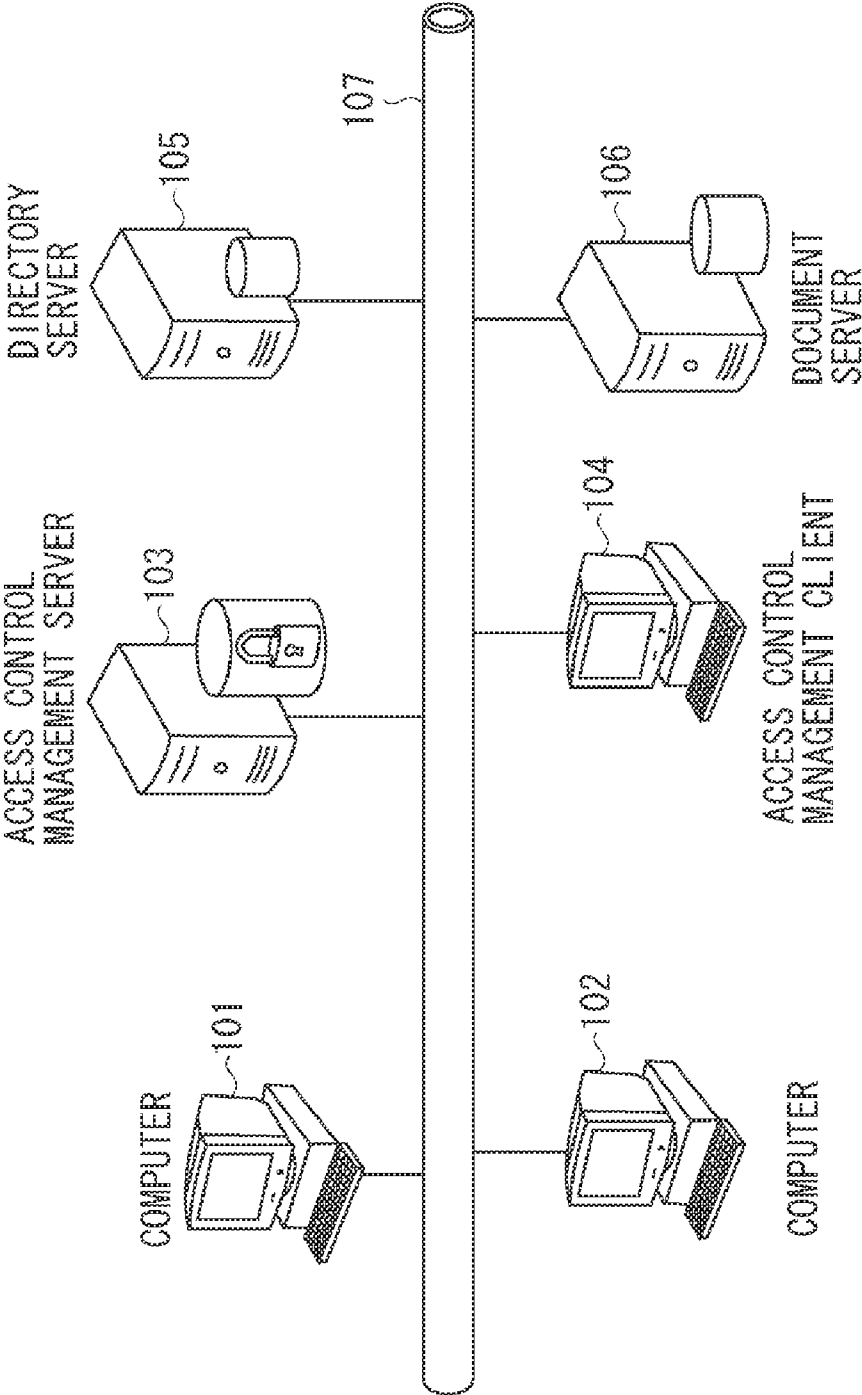 COMPUTER
101
ACCESS CONTROL
MANAGEMENT SERVER
103
DIRECTORY
SERVER
105
107
102
COMPUTER
104
ACCESS CONTROL
MANAGEMENT CLIENT
106
DOCUMENT
SERVER